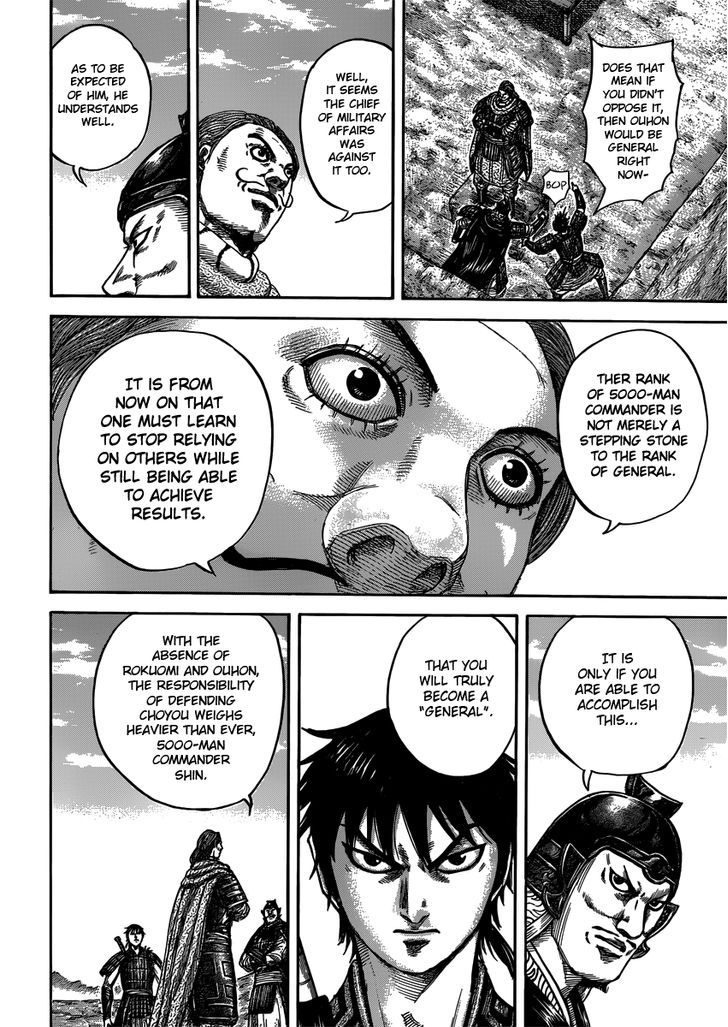 DOES THAT
MEAN IF
YOU DIDN'T
OPPOSE IT,
THEN OUHON
WOULD BE
GENERAL
RIGHT
NOW-
BOP
WELL,
IT SEEMS
THE CHIEF
OF MILITARY
AFFAIRS
WAS
AGAINST
IT TOO.
AS TO BE
EXPECTED
OF HIM, HE
UNDERSTANDS
WELL.
THER RANK
OF 5000-MAN
COMMANDER IS
NOT MERELY A
STEPPING STONE
TO THE RANK
OF GENERAL.
IT IS FROM
NOW ON THAT
ONE MUST LEARN
TO STOP RELYING
ON OTHERS WHILE
STILL BEING ABLE
TO ACHIEVE
RESULTS.
IT IS
ONLY IF YOU
ARE ABLE TO
ACCOMPLISH
THIS...
THAT YOU
WILL TRULY
BECOME A
"GENERAL".
WITH THE
ABSENCE OF
ROKUOMI AND OUHON,
THE RESPONSIBILITY
OF DEFENDING
CHOYOU WEIGHS
HEAVIER THAN EVER,
5000-MAN
COMMANDER
SHIN.